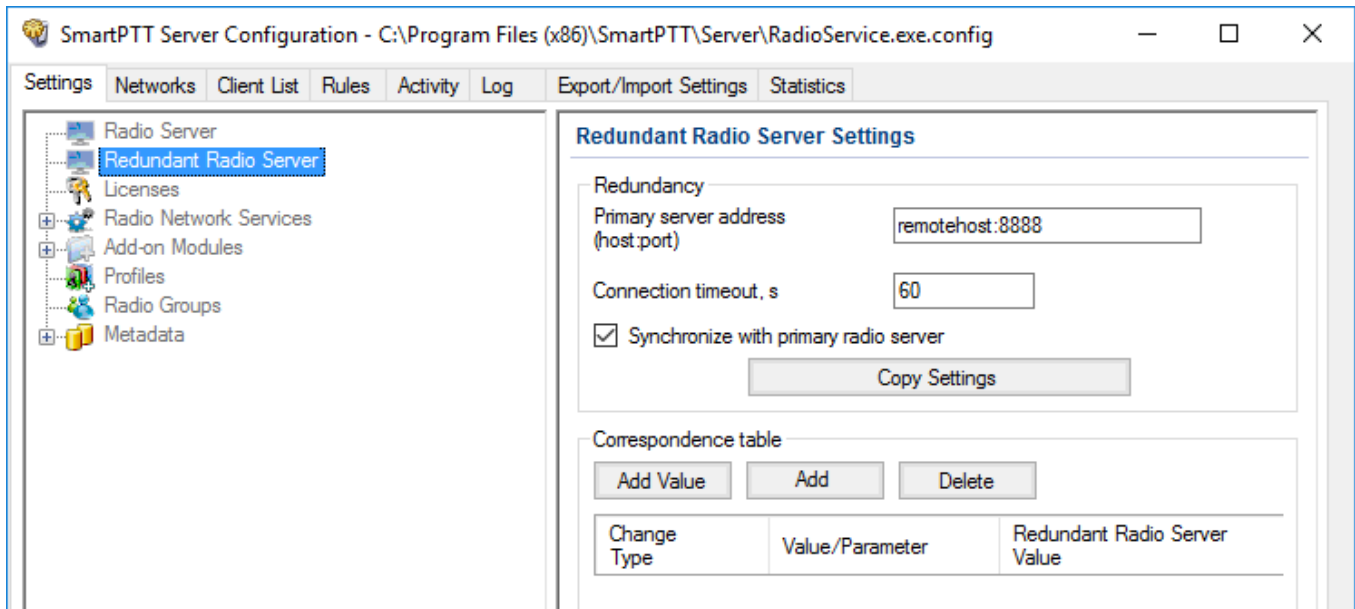 SmartPTT Server Configuration - C:\Program Files (x86)\SmartPTT\Server\RadioService.exe.config
Settings Networks Client List Rules Activity Log Export/Import Settings Statistics
Radio Server
Redundant Radio Server
Licenses
Radio Network Services
Add-on Modules
Profiles
Radio Groups
Metadata
Redundant Radio Server Settings
Redundancy
Primary server address
(host:port)
remotehost:8888
Connection timeout, s
60
Synchronize with primary radio server
Copy Settings
Correspondence table
Add Value Add Delete
Change
Type
Value/Parameter
Redundant Radio Server
Value